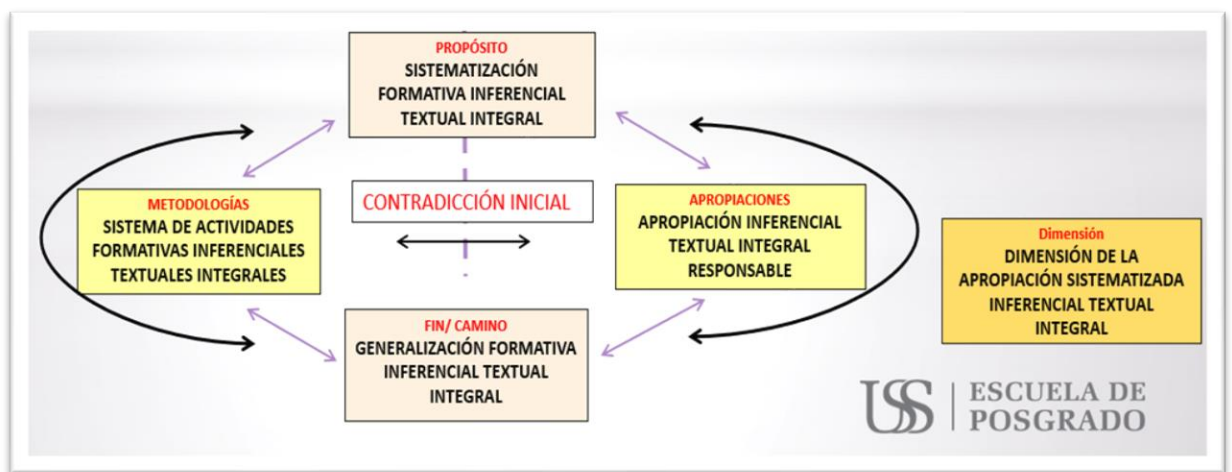 PROPÓSITO
SISTEMATIZACIÓN
FORMATIVA INFERENCIAL
TEXTUAL INTEGRAL
METODOLOGÍAS
SISTEMA DE ACTIVIDADES
FORMATIVAS INFERENCIALES
TEXTUALES INTEGRALES
CONTRADICCIÓN INICIAL
APROPIACIONES
APROPIACIÓN INFERENCIAL
TEXTUAL INTEGRAL
RESPONSABLE
Dimensión
DIMENSIÓN DE LA
APROPIACIÓN SISTEMATIZADA
INFERENCIAL TEXTUAL
INTEGRAL
FIN/ CAMINO
GENERALIZACIÓN FORMATIVA
INFERENCIAL TEXTUAL
INTEGRAL
USS
ESCUELA DE
POSGRADO